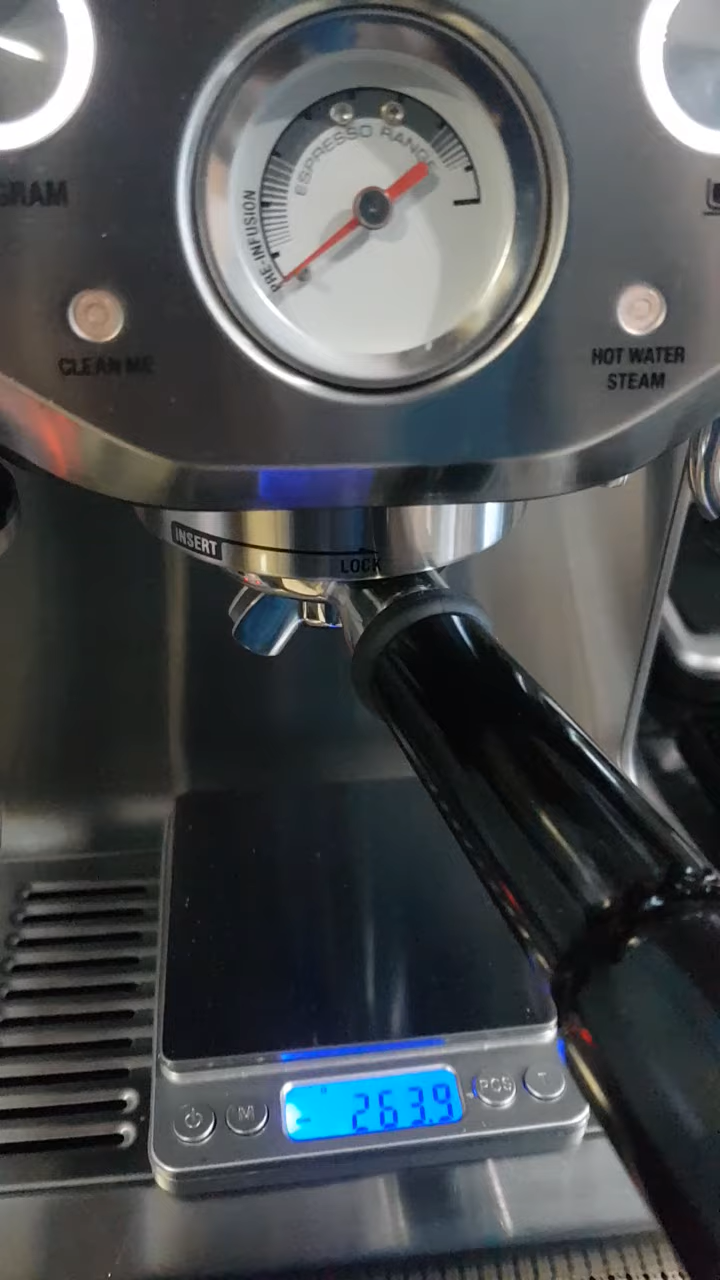 GRAM
ESPRESSO RANGE
PRE-INFUSION
CLEAN ME
HOT WATER
STEAM
INSERT
LOCK
M
- 263.9
PCS
T